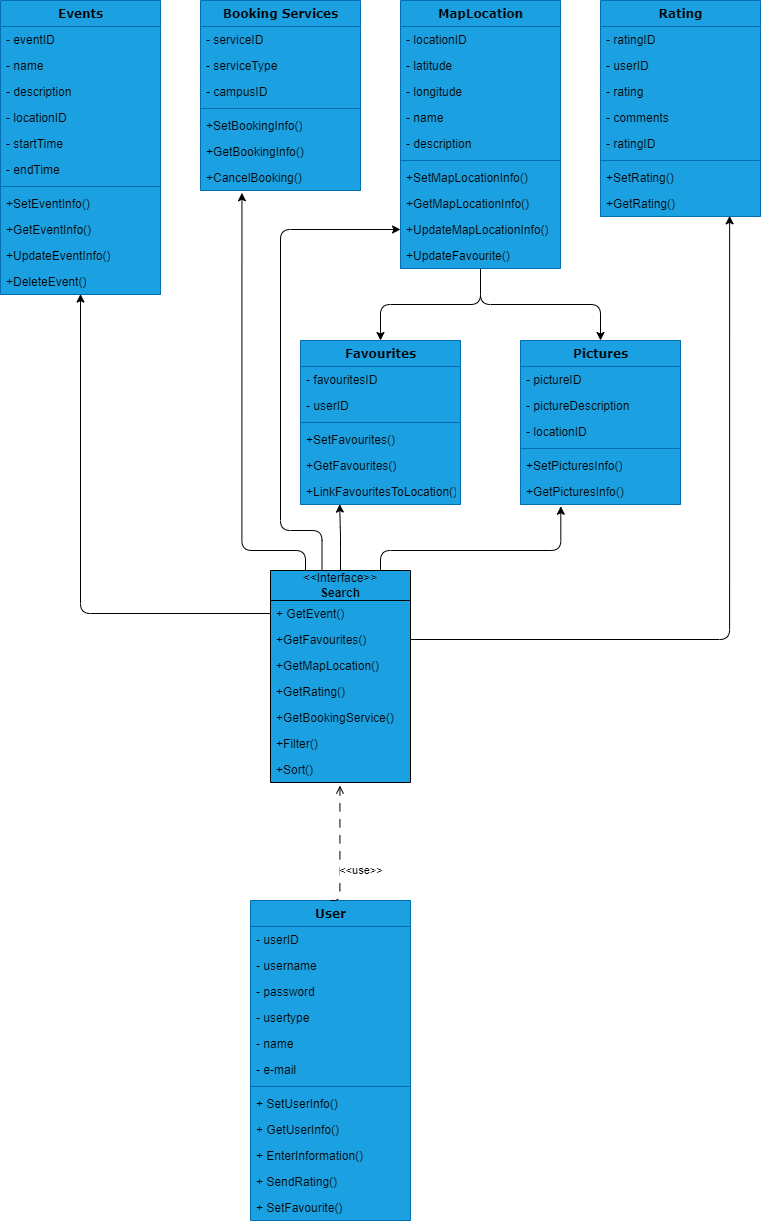 Events
- eventID
- name
- description
- locationID
- startTime
- endTime
+SetEventInfo()
+GetEventInfo()
+UpdateEventInfo()
+DeleteEvent()
Booking Services
- serviceID
- serviceType
- campusID
+SetBookingInfo()
+GetBookingInfo()
+CancelBooking()
MapLocation
- locationID
- latitude
- longitude
- name
- description
+SetMapLocationInfo()
+GetMapLocationInfo()
+UpdateMapLocationInfo()
+UpdateFavourite()
Rating
- ratingID
- userID
- rating
- comments
- ratingID
+SetRating()
+GetRating()
Favourites
- favouritesID
- userID
+SetFavourites()
+GetFavourites()
+LinkFavouritesToLocation()
Pictures
- pictureID
- pictureDescription
- locationID
+SetPicturesInfo()
+GetPicturesInfo()
<<Interface>>
Search
+ GetEvent()
+GetFavourites()
+GetMapLocation()
+GetRating()
+GetBookingService()
+Filter()
+Sort()
<<use>>
User
- userID
- username
- password
- usertype
- name
- e-mail
+ SetUserInfo()
+ GetUserInfo()
+ EnterInformation()
+ SendRating()
+ SetFavourite()